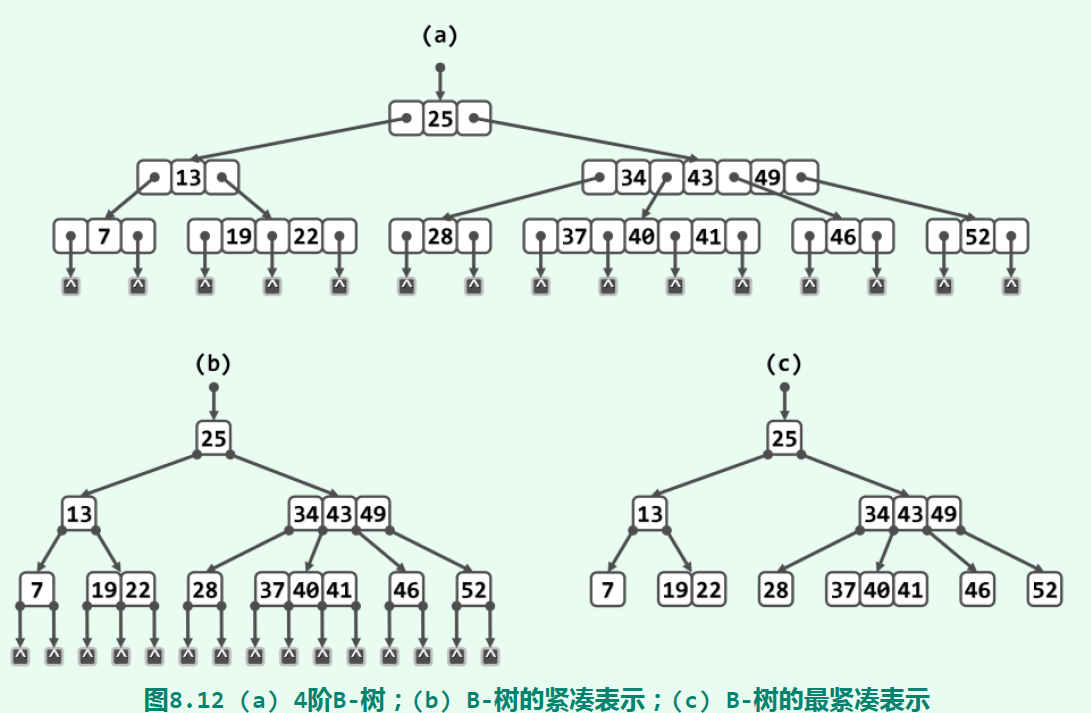 (a)
25
13 34 43 49
7 19 22 28 37 40 41 46 52
^ ^ ^ ^ ^ ^ ^ ^ ^ ^ ^ ^ ^ ^ ^
(b) (c)
25 25
13 34 43 49 13 34 43 49
7 19 22 28 37 40 41 46 52 7 19 22 28 37 40 41 46 52
^ ^ ^ ^ ^ ^ ^ ^ ^ ^ ^ ^ ^ ^ ^
图8.12 (a) 4阶B-树；(b) B-树的紧凑表示；(c) B-树的最紧凑表示